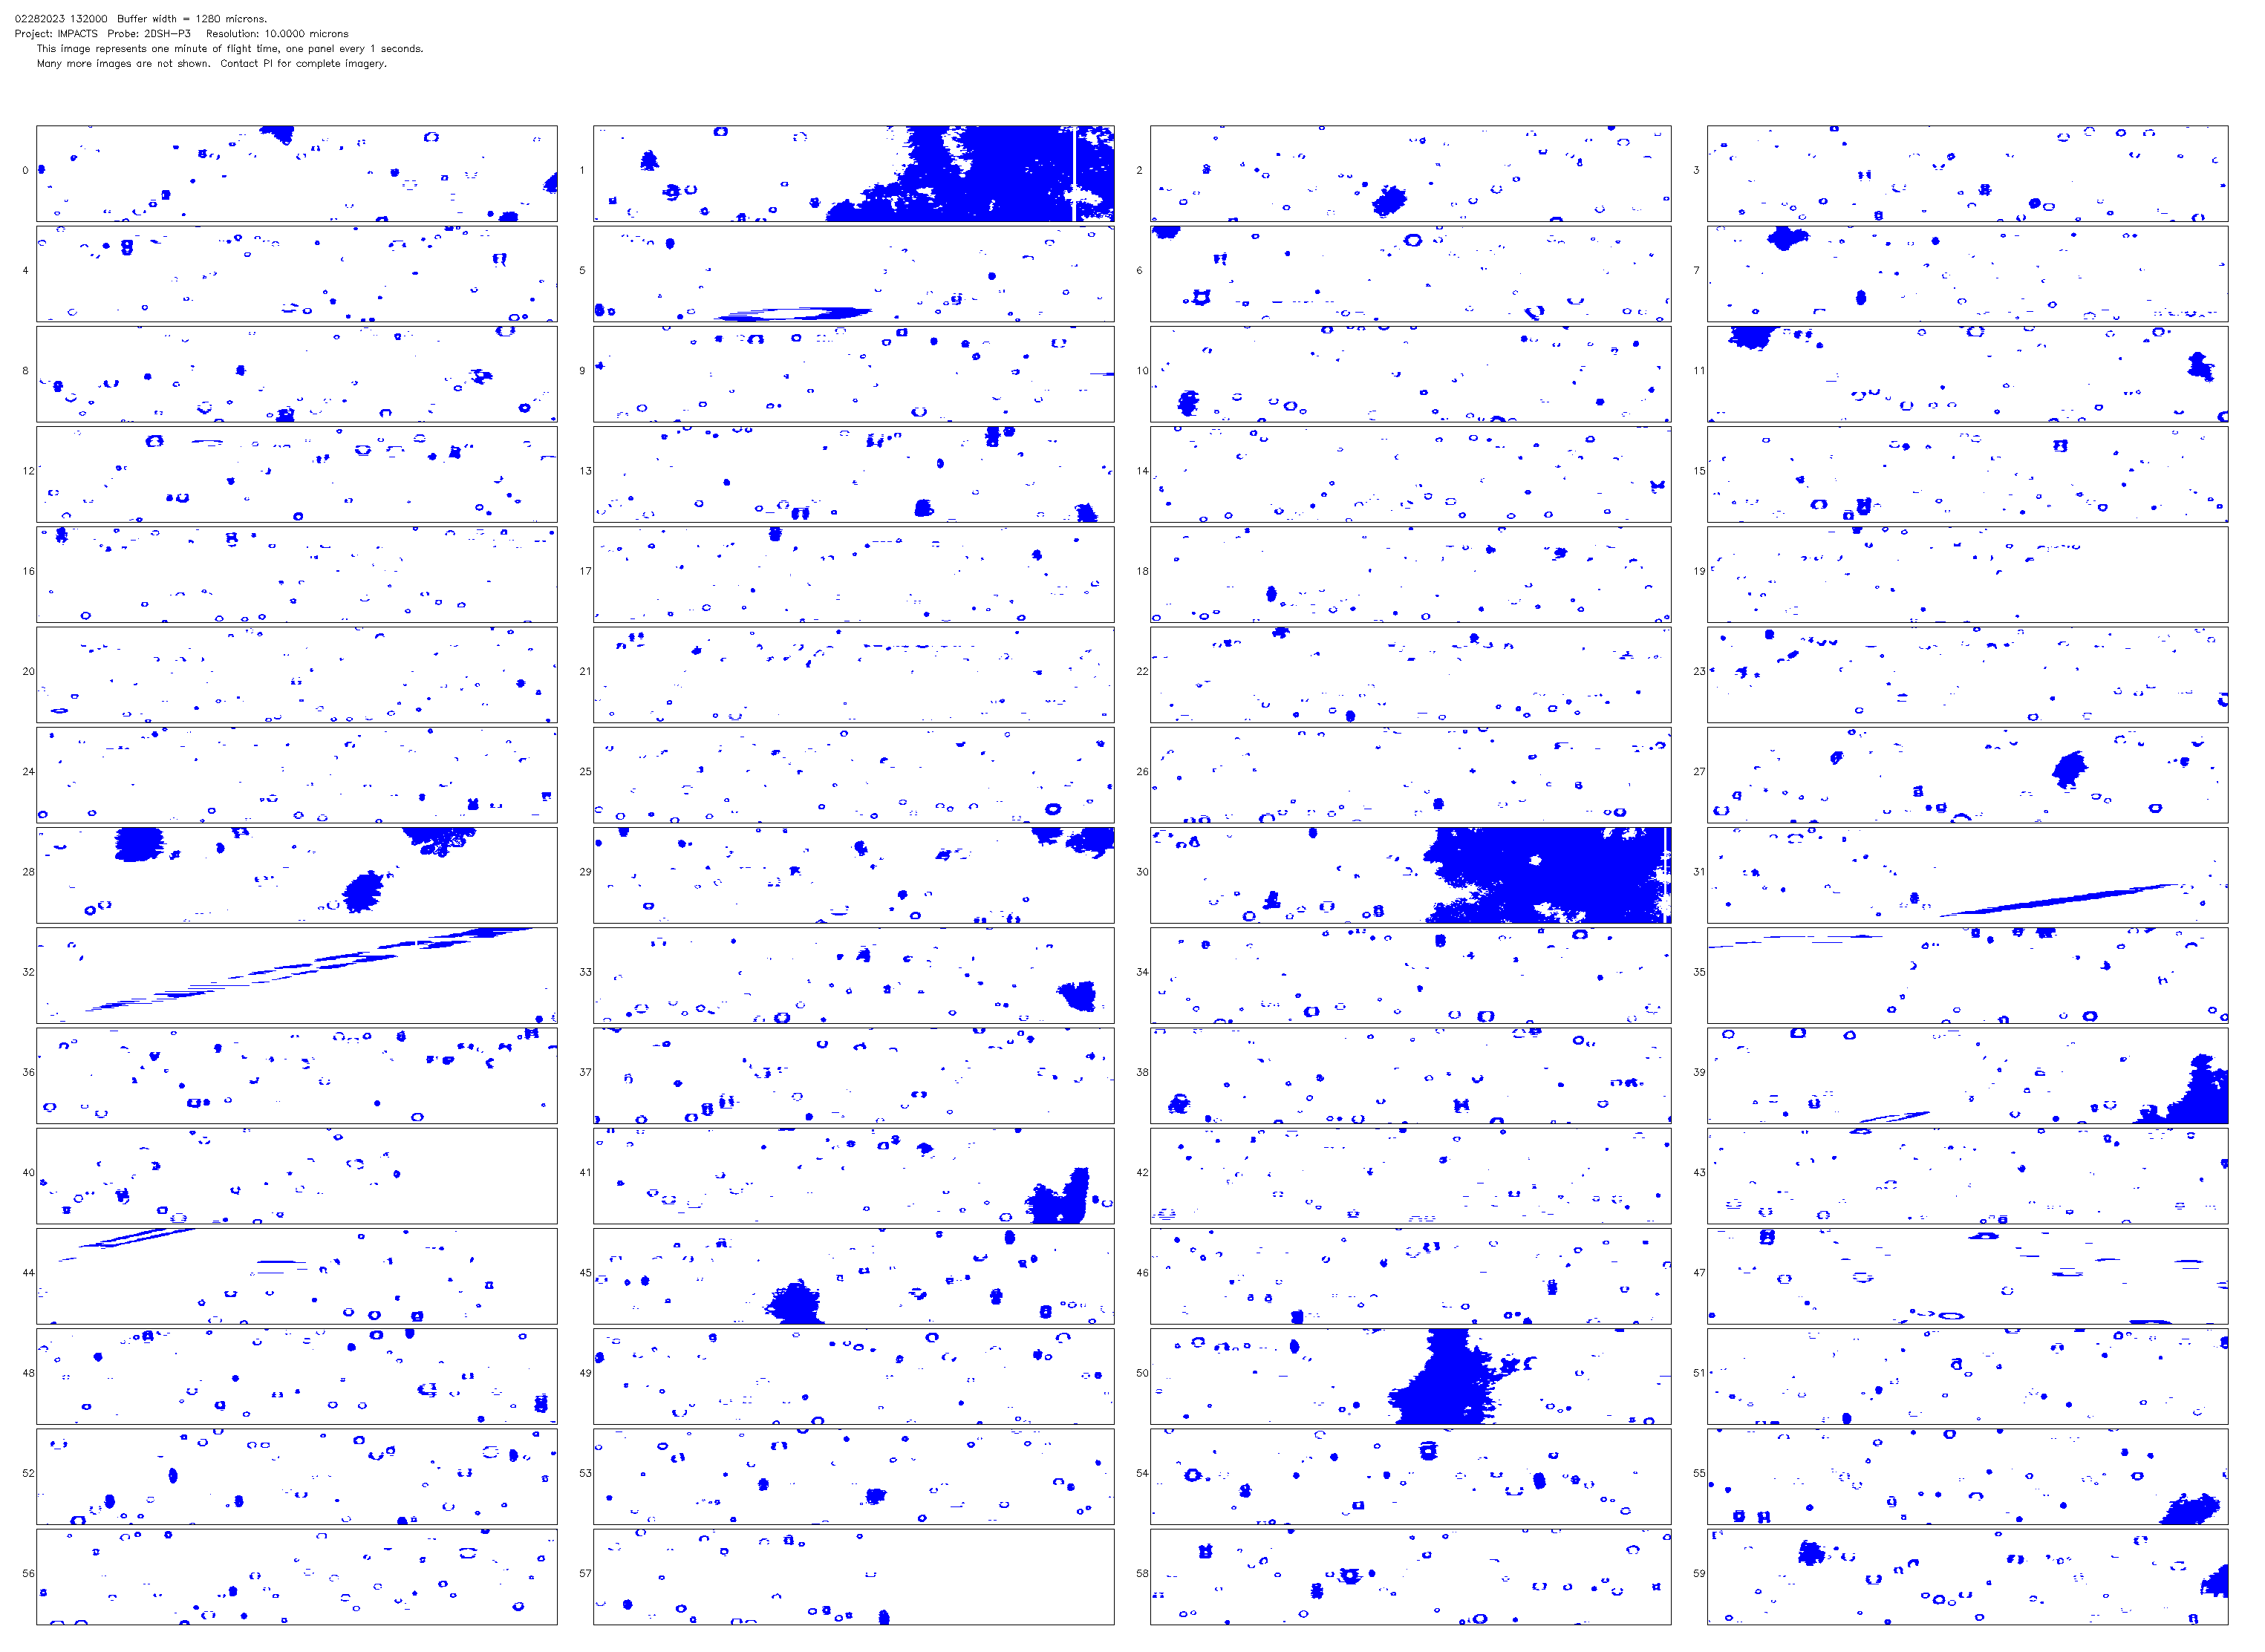 02282023 132000 Buffer width = 1280 microns.
Project: IMPACTS Probe: 2DSH-P3 Resolution: 10.0000 microns
This image represents one minute of flight time, one panel every 1 seconds.
Many more images are not shown. Contact PI for complete imagery.
0 1 2 3
4 5 6 7
8 9 10 11
12 13 14 15
16 17 18 19
20 21 22 23
24 25 26 27
28 29 30 31
32 33 34 35
36 37 38 39
40 41 42 43
44 45 46 47
48 49 50 51
52 53 54 55
56 57 58 59